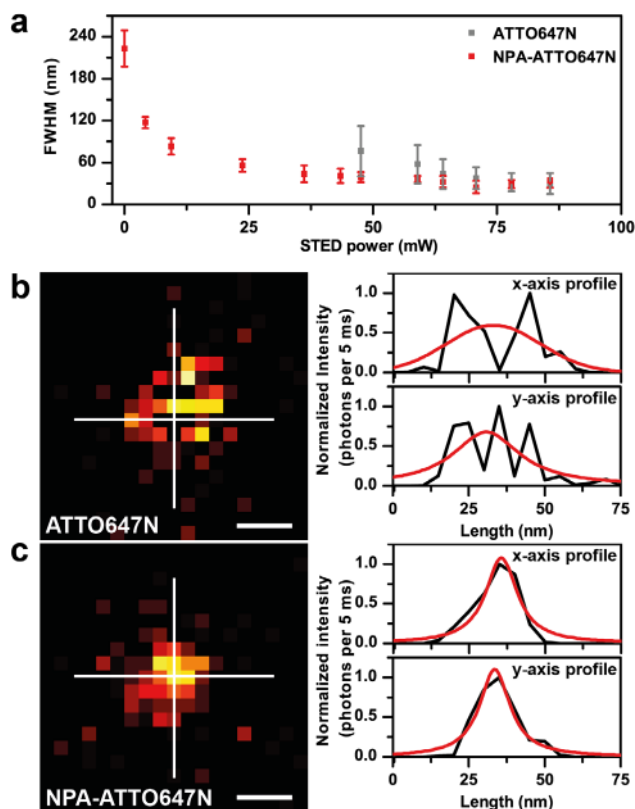 a
ATTO647N
NPA-ATTO647N
FWHM (nm)
240
180
120
60
0
0
25
50
75
100
STED power (mW)
b
ATTO647N
Normalized Intensity
(photons per 5 ms)
x-axis profile
1.0
0.5
0.0
y-axis profile
1.0
0.5
0.0
0
25
50
75
Length (nm)
c
NPA-ATTO647N
Normalized intensity
(photons per 5 ms)
x-axis profile
1.0
0.5
0.0
y-axis profile
1.0
0.5
0.0
0
25
50
75
Length (nm)